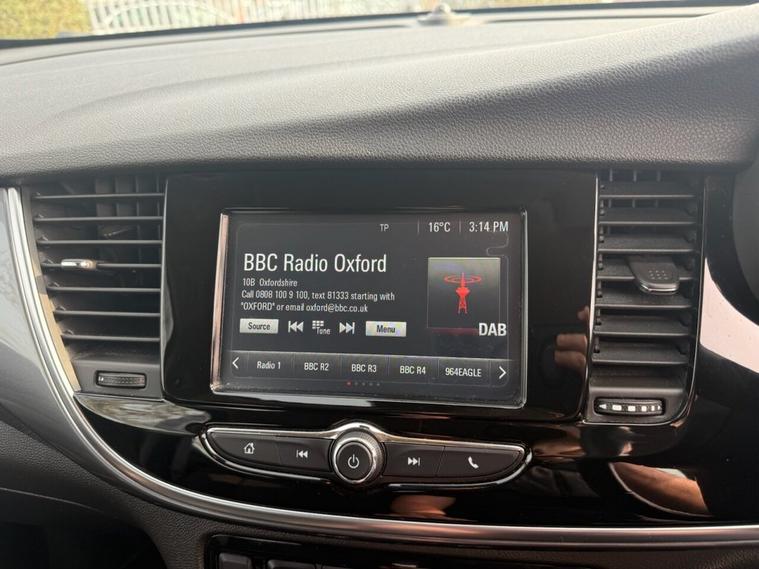 TP 16°C 3:14 PM
BBC Radio Oxford
10B Oxfordshire
Call 0808 100 9 100, text 81333 starting with
"OXFORD" or email oxford@bbc.co.uk
Source Tune Menu
DAB
Radio 1 BBC R2 BBC R3 BBC R4 964EAGLE